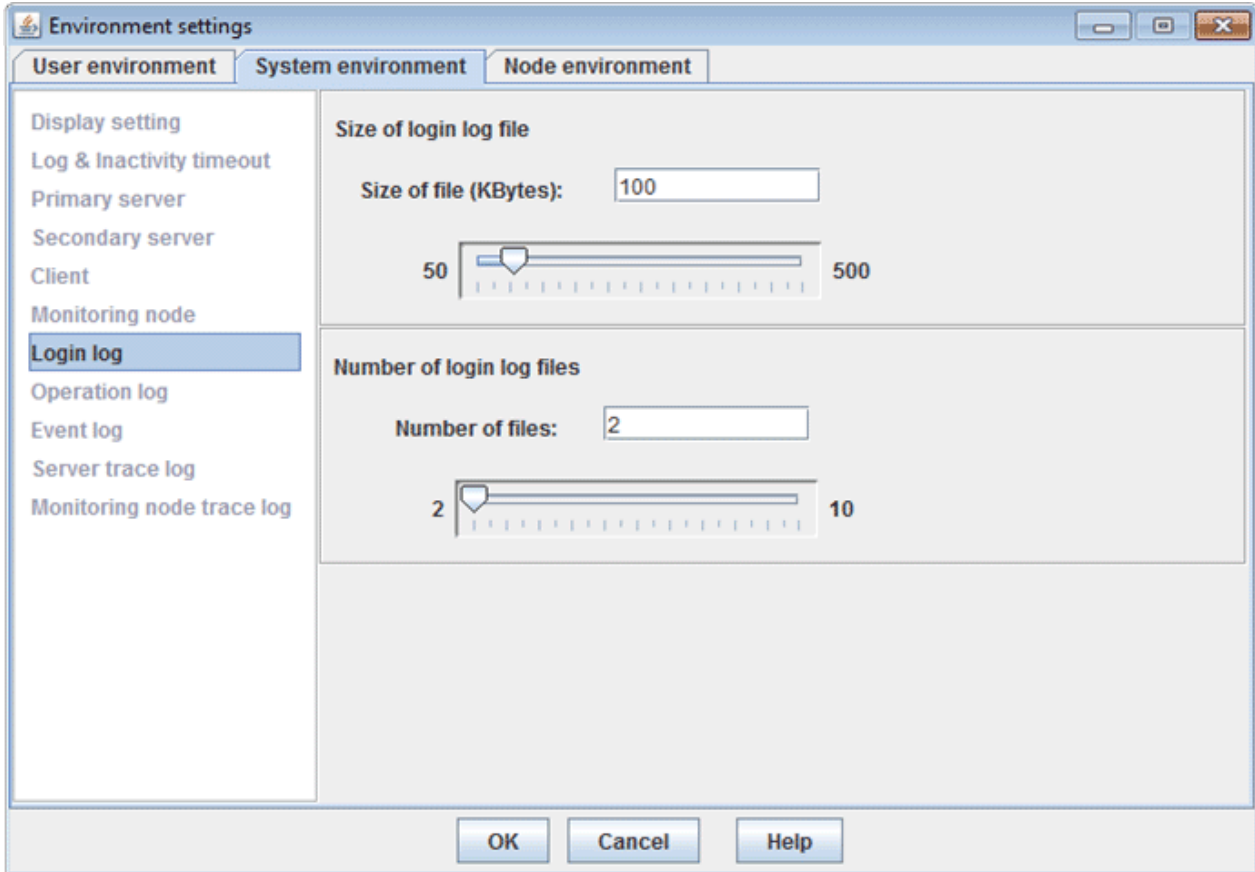 Environment settings
User environment System environment Node environment
Display setting
Log & Inactivity timeout
Primary server
Secondary server
Client
Monitoring node
Login log
Operation log
Event log
Server trace log
Monitoring node trace log
Size of login log file
Size of file (KBytes): 100
50 500
Number of login log files
Number of files: 2
2 10
OK Cancel Help